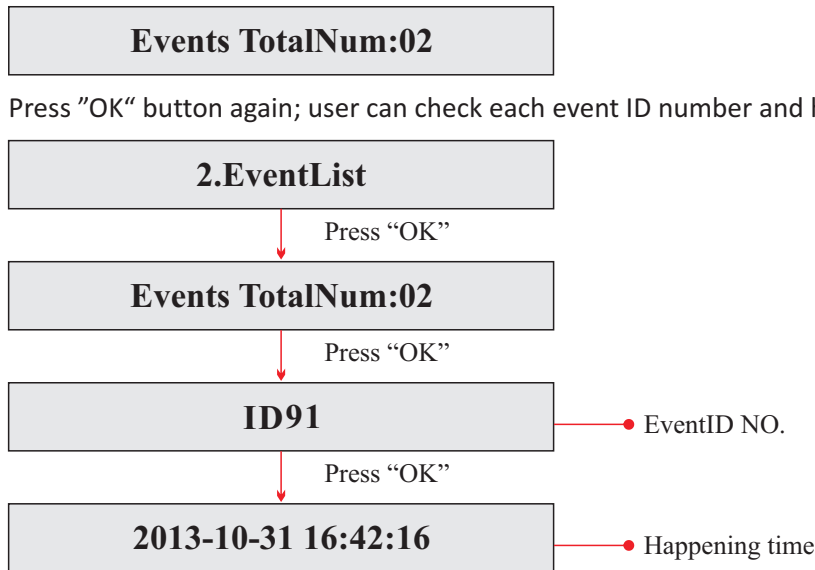 Events TotalNum:02
Press ”OK“ button again; user can check each event ID number and
2.EventList
Press “OK”
Events TotalNum:02
Press “OK”
ID91
EventID NO.
Press “OK”
2013-10-31 16:42:16
Happening time